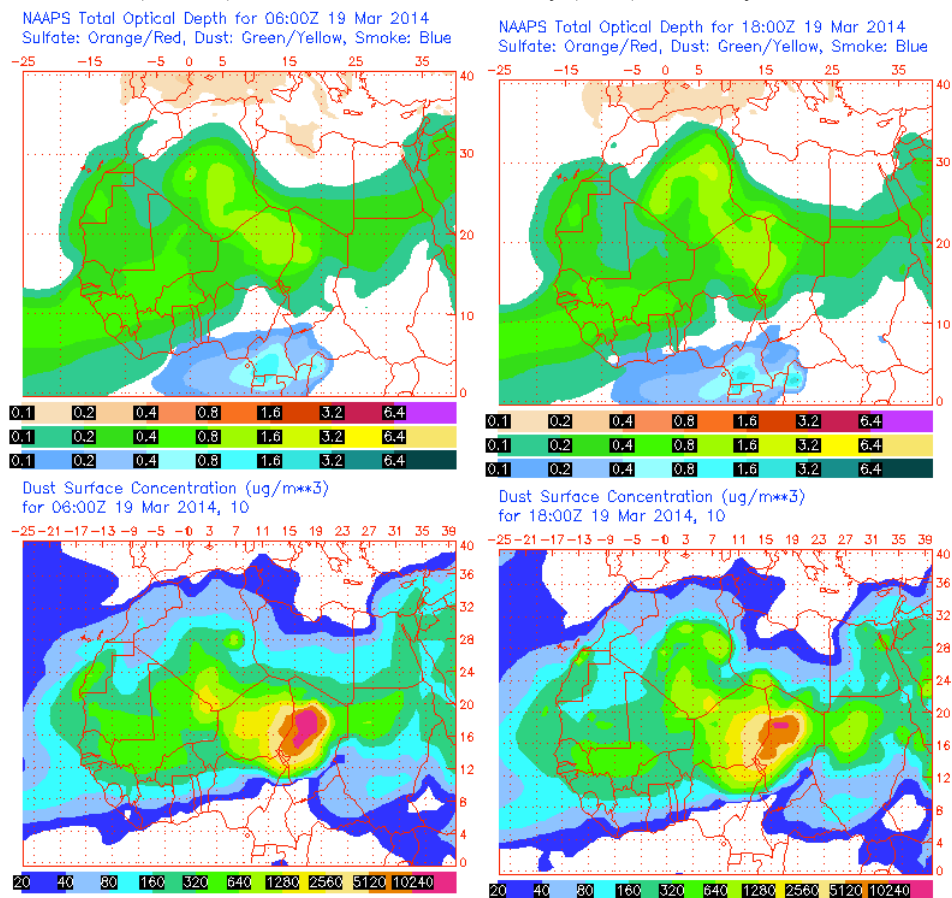 NAAPS Total Optical Depth for 06:00Z 19 Mar 2014
Sulfate: Orange/Red, Dust: Green/Yellow, Smoke: Blue
-25 -15 -5 0 5 15 25 35
40
30
20
10
0
0.1 0.2 0.4 0.8 1.6 3.2 6.4
0.1 0.2 0.4 0.8 1.6 3.2 6.4
0.1 0.2 0.4 0.8 1.6 3.2 6.4
NAAPS Total Optical Depth for 18:00Z 19 Mar 2014
Sulfate: Orange/Red, Dust: Green/Yellow, Smoke: Blue
-25 -15 -5 0 5 15 25 35
40
30
20
10
0
0.1 0.2 0.4 0.8 1.6 3.2 6.4
0.1 0.2 0.4 0.8 1.6 3.2 6.4
0.1 0.2 0.4 0.8 1.6 3.2 6.4
Dust Surface Concentration (ug/m**3)
for 06:00Z 19 Mar 2014, 10
-25 -21 -17 -13 -9 -5 -1 0 3 7 11 15 19 23 27 31 35 39
40
36
32
28
24
20
16
12
8
4
0
20 40 80 160 320 640 1280 2560 5120 10240
Dust Surface Concentration (ug/m**3)
for 18:00Z 19 Mar 2014, 10
-25 -21 -17 -13 -9 -5 -1 0 3 7 11 15 19 23 27 31 35 39
40
36
32
28
24
20
16
12
8
4
0
20 40 80 160 320 640 1280 2560 5120 10240